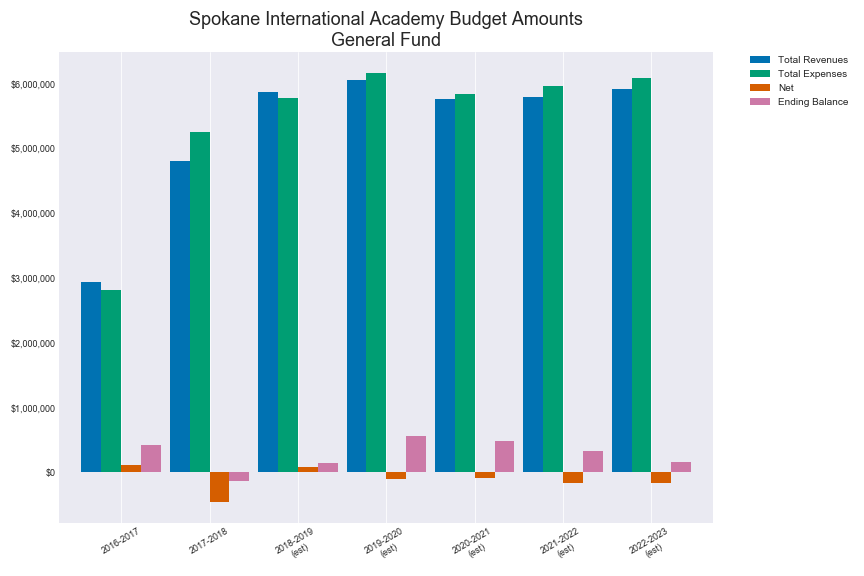 Spokane International Academy Budget Amounts
General Fund
Total Revenues
Total Expenses
Net
Ending Balance
$6,000,000
$5,000,000
$4,000,000
$3,000,000
$2,000,000
$1,000,000
$0
2016-2017
2017-2018
2018-2019
(est)
2019-2020
(est)
2020-2021
(est)
2021-2022
(est)
2022-2023
(est)